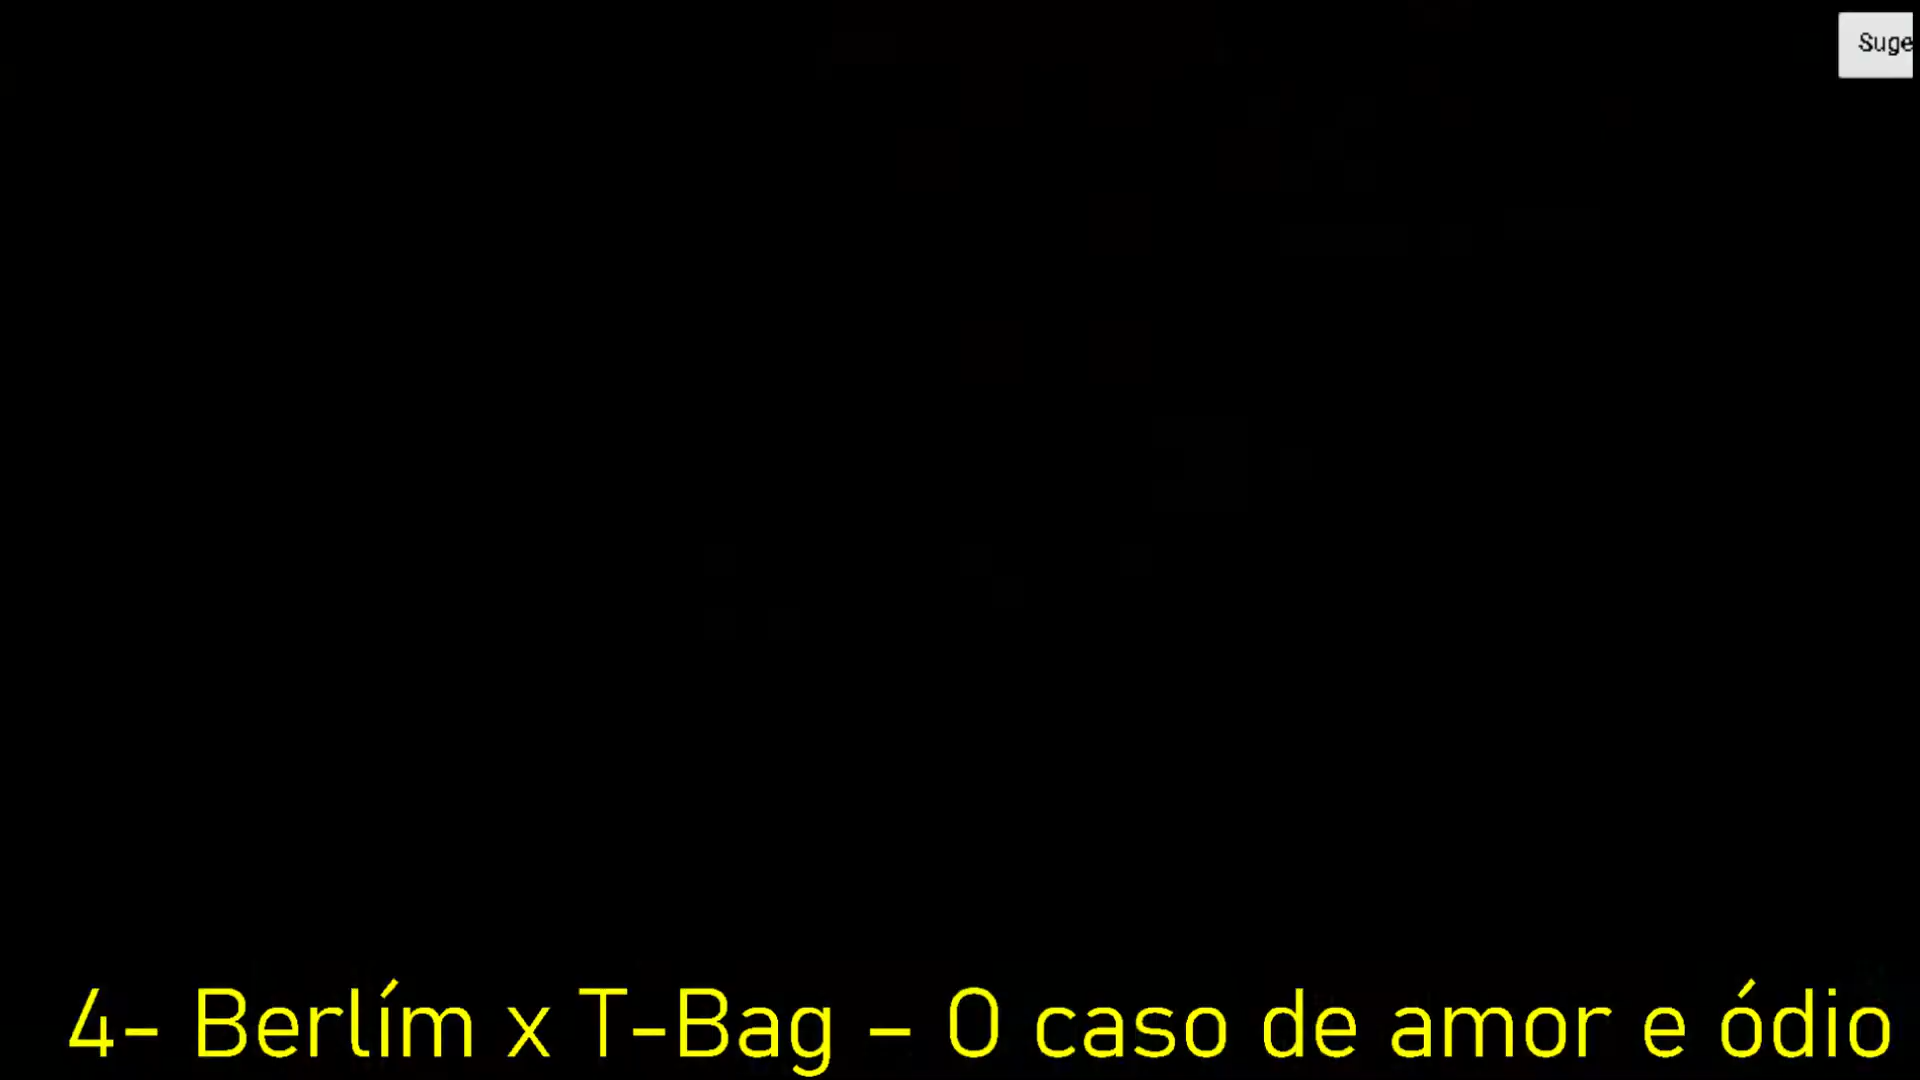 Suge
4- Berlím x T-Bag – O caso de amor e ódio